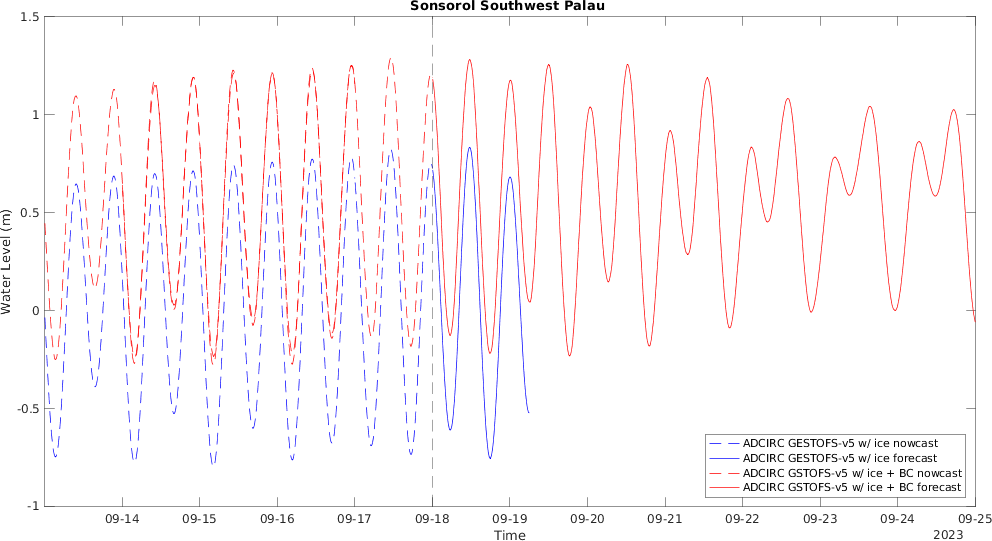 Sonsorol Southwest Palau
1.5
1
0.5
0
-0.5
-1
Water Level (m)
ADCIRC GESTOFS-v5 w/ ice nowcast
ADCIRC GESTOFS-v5 w/ ice forecast
ADCIRC GSTOFS-v5 w/ ice + BC nowcast
ADCIRC GSTOFS-v5 w/ ice + BC forecast
09-14 09-15 09-16 09-17 09-18 09-19 09-20 09-21 09-22 09-23 09-24 09-25
Time
2023